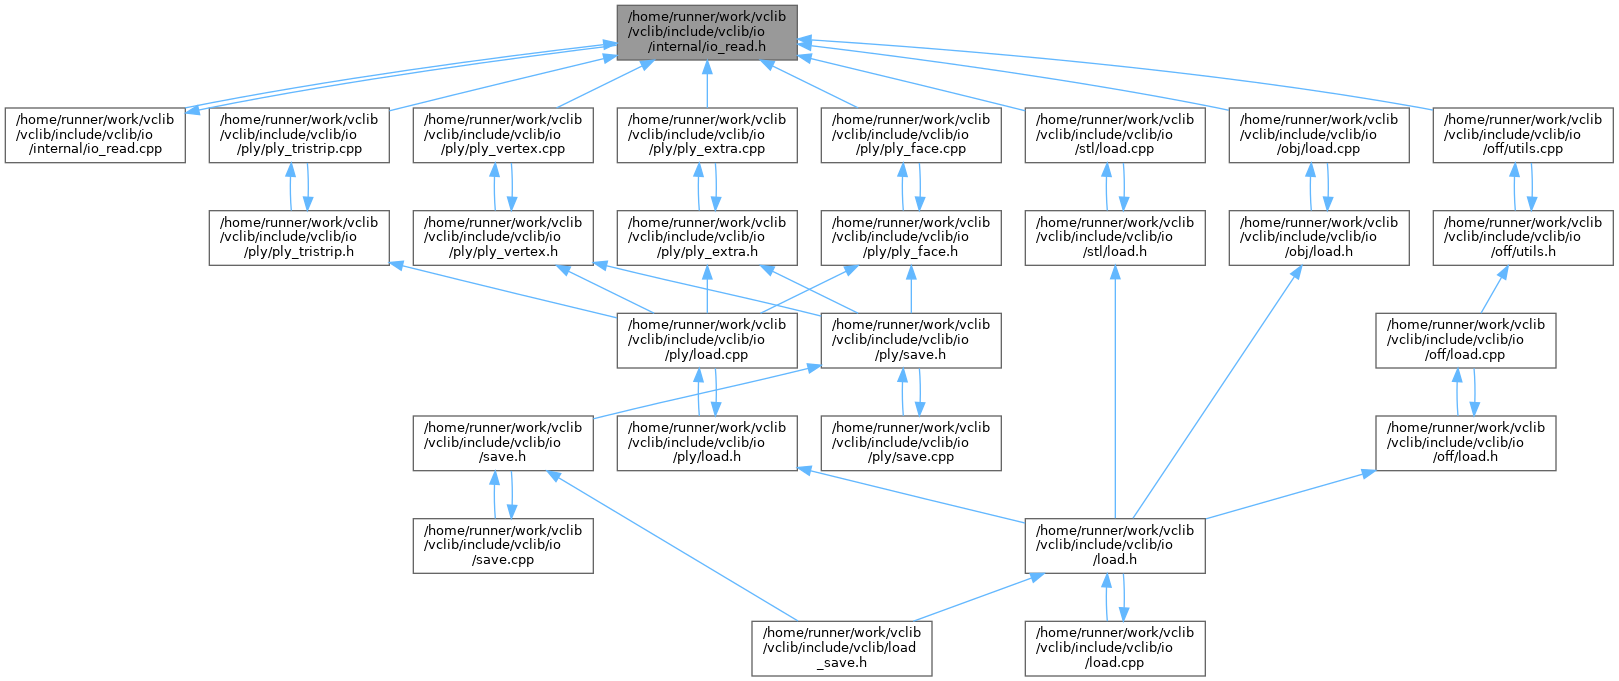 /home/runner/work/vclib
/vclib/include/vclib/io
/internal/io_read.h
/home/runner/work/vclib
/vclib/include/vclib/io
/internal/io_read.cpp
/home/runner/work/vclib
/vclib/include/vclib/io
/ply/ply_tristrip.cpp
/home/runner/work/vclib
/vclib/include/vclib/io
/ply/ply_vertex.cpp
/home/runner/work/vclib
/vclib/include/vclib/io
/ply/ply_extra.cpp
/home/runner/work/vclib
/vclib/include/vclib/io
/ply/ply_face.cpp
/home/runner/work/vclib
/vclib/include/vclib/io
/stl/load.cpp
/home/runner/work/vclib
/vclib/include/vclib/io
/obj/load.cpp
/home/runner/work/vclib
/vclib/include/vclib/io
/off/utils.cpp
/home/runner/work/vclib
/vclib/include/vclib/io
/ply/ply_tristrip.h
/home/runner/work/vclib
/vclib/include/vclib/io
/ply/ply_vertex.h
/home/runner/work/vclib
/vclib/include/vclib/io
/ply/ply_extra.h
/home/runner/work/vclib
/vclib/include/vclib/io
/ply/ply_face.h
/home/runner/work/vclib
/vclib/include/vclib/io
/stl/load.h
/home/runner/work/vclib
/vclib/include/vclib/io
/obj/load.h
/home/runner/work/vclib
/vclib/include/vclib/io
/off/utils.h
/home/runner/work/vclib
/vclib/include/vclib/io
/ply/load.cpp
/home/runner/work/vclib
/vclib/include/vclib/io
/ply/save.h
/home/runner/work/vclib
/vclib/include/vclib/io
/off/load.cpp
/home/runner/work/vclib
/vclib/include/vclib/io
/save.h
/home/runner/work/vclib
/vclib/include/vclib/io
/ply/load.h
/home/runner/work/vclib
/vclib/include/vclib/io
/ply/save.cpp
/home/runner/work/vclib
/vclib/include/vclib/io
/off/load.h
/home/runner/work/vclib
/vclib/include/vclib/io
/save.cpp
/home/runner/work/vclib
/vclib/include/vclib/io
/load.h
/home/runner/work/vclib
/vclib/include/vclib/load
_save.h
/home/runner/work/vclib
/vclib/include/vclib/io
/load.cpp